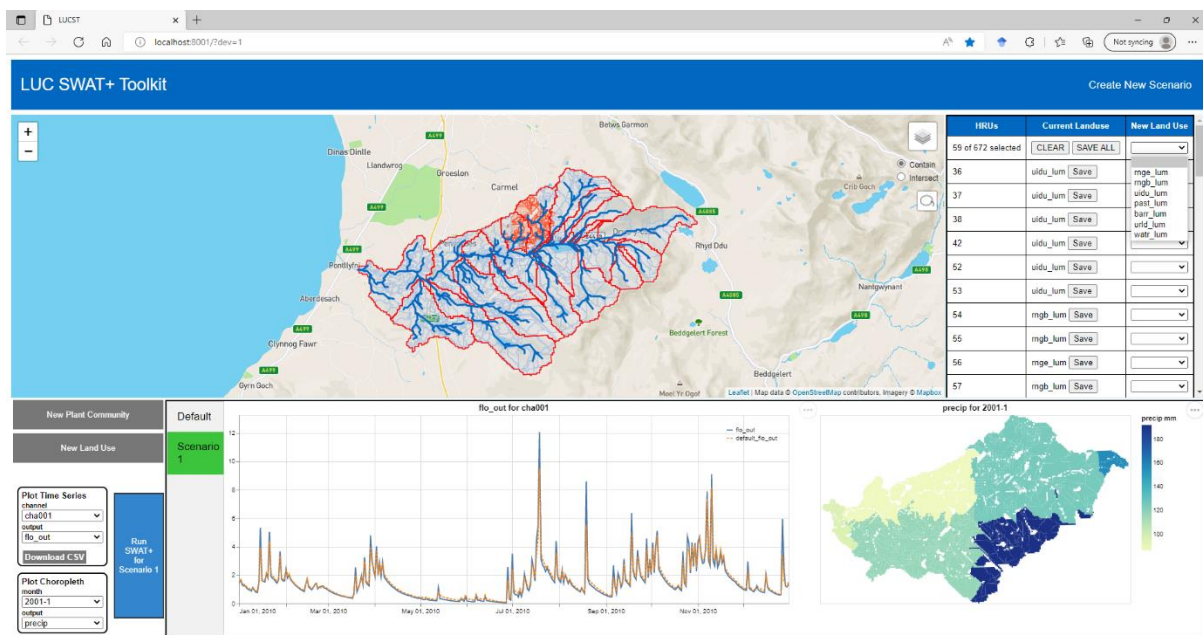 LUCST
localhost:8001/?dev=1
Not syncing
LUC SWAT+ Toolkit
Create New Scenario
+
−
Betws Garmon
A499
Dinas Dinlle
Llandwrog
Groeslon
Carmel
Crib Goch
A499
A4085
Rhyd Ddu
A499
Pontllyfni
A498
Nantgwynant
Aberdesach
A4085
A499
A498
Beddgelert Forest
Clynnog Fawr
A499
Beddgelert
Gyrn Goch
Moel Yr Ogof
Leaflet | Map data © OpenStreetMap contributors, Imagery © Mapbox
Contain
Intersect
HRUs Current Landuse New Land Use
59 of 672 selected CLEAR SAVE ALL
rnge_lum
rngb_lum
uidu_lum
past_lum
barr_lum
urld_lum
watr_lum
36 uidu_lum Save
37 uidu_lum Save
38 uidu_lum Save
42 uidu_lum Save
52 uidu_lum Save
53 uidu_lum Save
54 rngb_lum Save
55 rngb_lum Save
56 rnge_lum Save
57 rngb_lum Save
New Plant Community
New Land Use
Plot Time Series
channel
cha001
output
flo_out
Download CSV
Plot Choropleth
month
2001-1
output
precip
Run
SWAT+
for
Scenario 1
Default
Scenario
1
flo_out for cha001
flo_out
default_flo_out
12
10
8
6
4
2
0
Jan 01, 2010 Mar 01, 2010 May 01, 2010 Jul 01, 2010 Sep 01, 2010 Nov 01, 2010
precip for 2001-1
precip mm
180
160
140
120
100